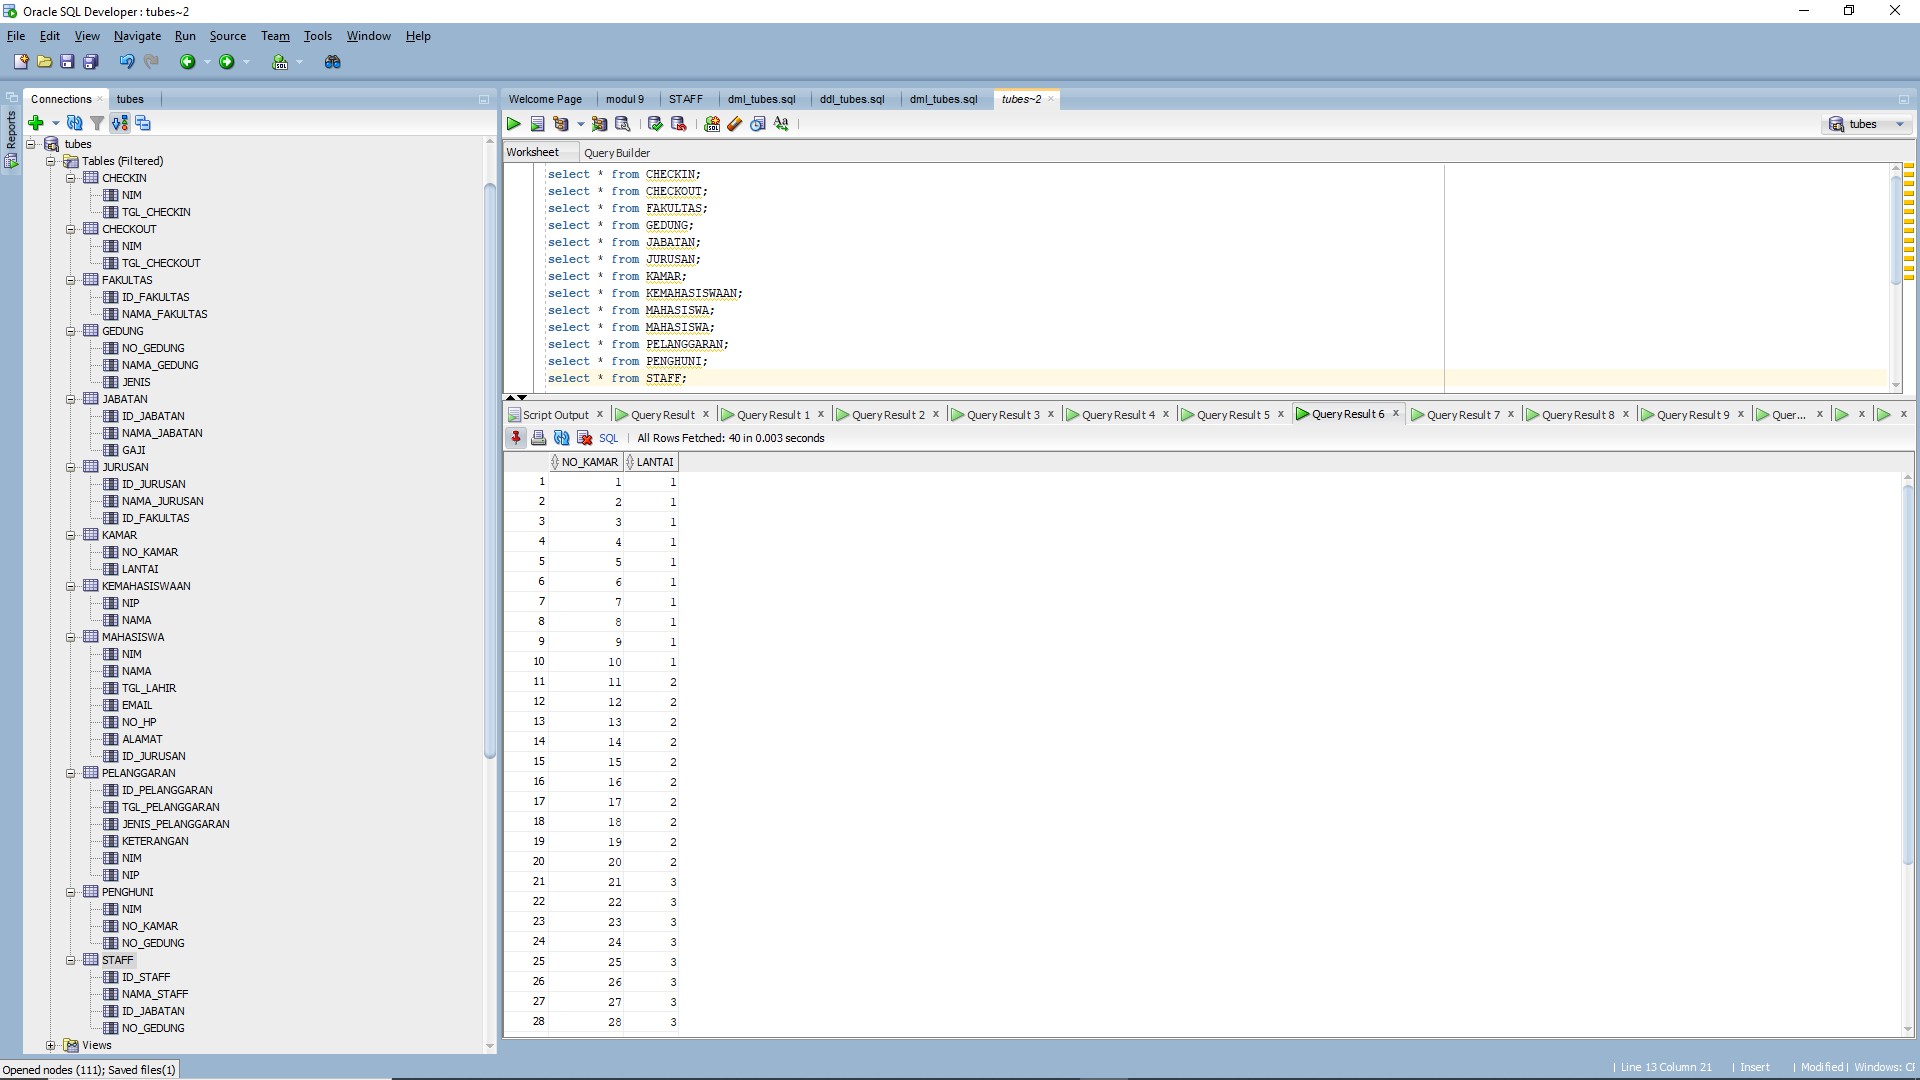 Oracle SQL Developer : tubes~2
File Edit View Navigate Run Source Team Tools Window Help
Reports
Connections
tubes
tubes
Tables (Filtered)
CHECKIN
NIM
TGL_CHECKIN
CHECKOUT
NIM
TGL_CHECKOUT
FAKULTAS
ID_FAKULTAS
NAMA_FAKULTAS
GEDUNG
NO_GEDUNG
NAMA_GEDUNG
JENIS
JABATAN
ID_JABATAN
NAMA_JABATAN
GAJI
JURUSAN
ID_JURUSAN
NAMA_JURUSAN
ID_FAKULTAS
KAMAR
NO_KAMAR
LANTAI
KEMAHASISWAAN
NIP
NAMA
MAHASISWA
NIM
NAMA
TGL_LAHIR
EMAIL
NO_HP
ALAMAT
ID_JURUSAN
PELANGGARAN
ID_PELANGGARAN
TGL_PELANGGARAN
JENIS_PELANGGARAN
KETERANGAN
NIM
NIP
PENGHUNI
NIM
NO_KAMAR
NO_GEDUNG
STAFF
ID_STAFF
NAMA_STAFF
ID_JABATAN
NO_GEDUNG
Views
Welcome Page modul 9 STAFF dml_tubes.sql ddl_tubes.sql dml_tubes.sql tubes~2
tubes
Worksheet Query Builder
select * from CHECKIN;
select * from CHECKOUT;
select * from FAKULTAS;
select * from GEDUNG;
select * from JABATAN;
select * from JURUSAN;
select * from KAMAR;
select * from KEMAHASISWAAN;
select * from MAHASISWA;
select * from MAHASISWA;
select * from PELANGGARAN;
select * from PENGHUNI;
select * from STAFF;
Script Output Query Result Query Result 1 Query Result 2 Query Result 3 Query Result 4 Query Result 5 Query Result 6 Query Result 7 Query Result 8 Query Result 9 Quer...
SQL | All Rows Fetched: 40 in 0.003 seconds
NO_KAMAR LANTAI
1 1 1
2 2 1
3 3 1
4 4 1
5 5 1
6 6 1
7 7 1
8 8 1
9 9 1
10 10 1
11 11 2
12 12 2
13 13 2
14 14 2
15 15 2
16 16 2
17 17 2
18 18 2
19 19 2
20 20 2
21 21 3
22 22 3
23 23 3
24 24 3
25 25 3
26 26 3
27 27 3
28 28 3
Opened nodes (111); Saved files(1)
| Line 13 Column 21 | Insert | Modified | Windows: CF